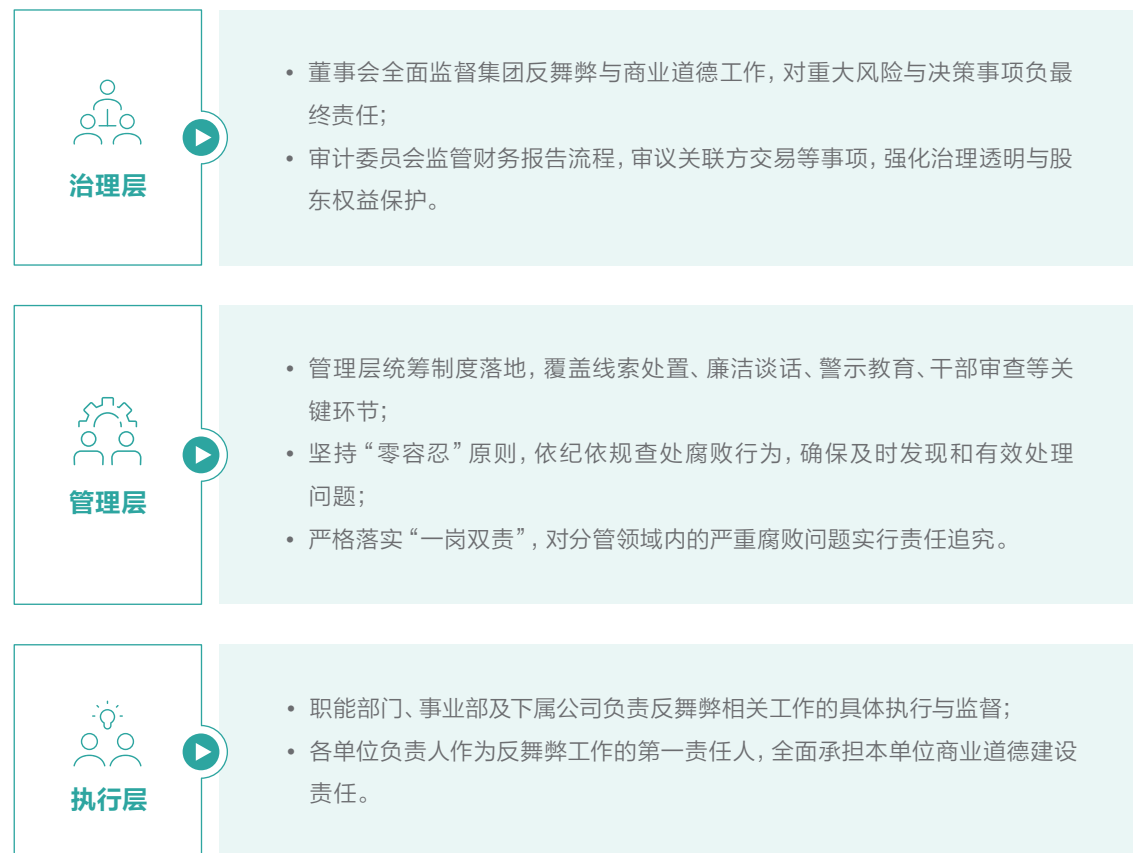 治理层
• 董事会全面监督集团反舞弊与商业道德工作，对重大风险与决策事项负最
终责任；
• 审计委员会监管财务报告流程，审议关联方交易等事项，强化治理透明与股
东权益保护。
管理层
• 管理层统筹制度落地，覆盖线索处置、廉洁谈话、警示教育、干部审查等关
键环节；
• 坚持“零容忍”原则，依纪依规查处腐败行为，确保及时发现和有效处理
问题；
• 严格落实“一岗双责”，对分管领域内的严重腐败问题实行责任追究。
执行层
• 职能部门、事业部及下属公司负责反舞弊相关工作的具体执行与监督；
• 各单位负责人作为反舞弊工作的第一责任人，全面承担本单位商业道德建设
责任。